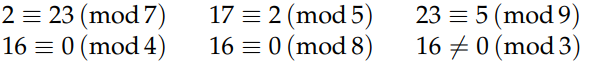 2 ≡ 23 (mod 7) 17 ≡ 2 (mod 5) 23 ≡ 5 (mod 9)
16 ≡ 0 (mod 4) 16 ≡ 0 (mod 8) 16 ≠ 0 (mod 3)